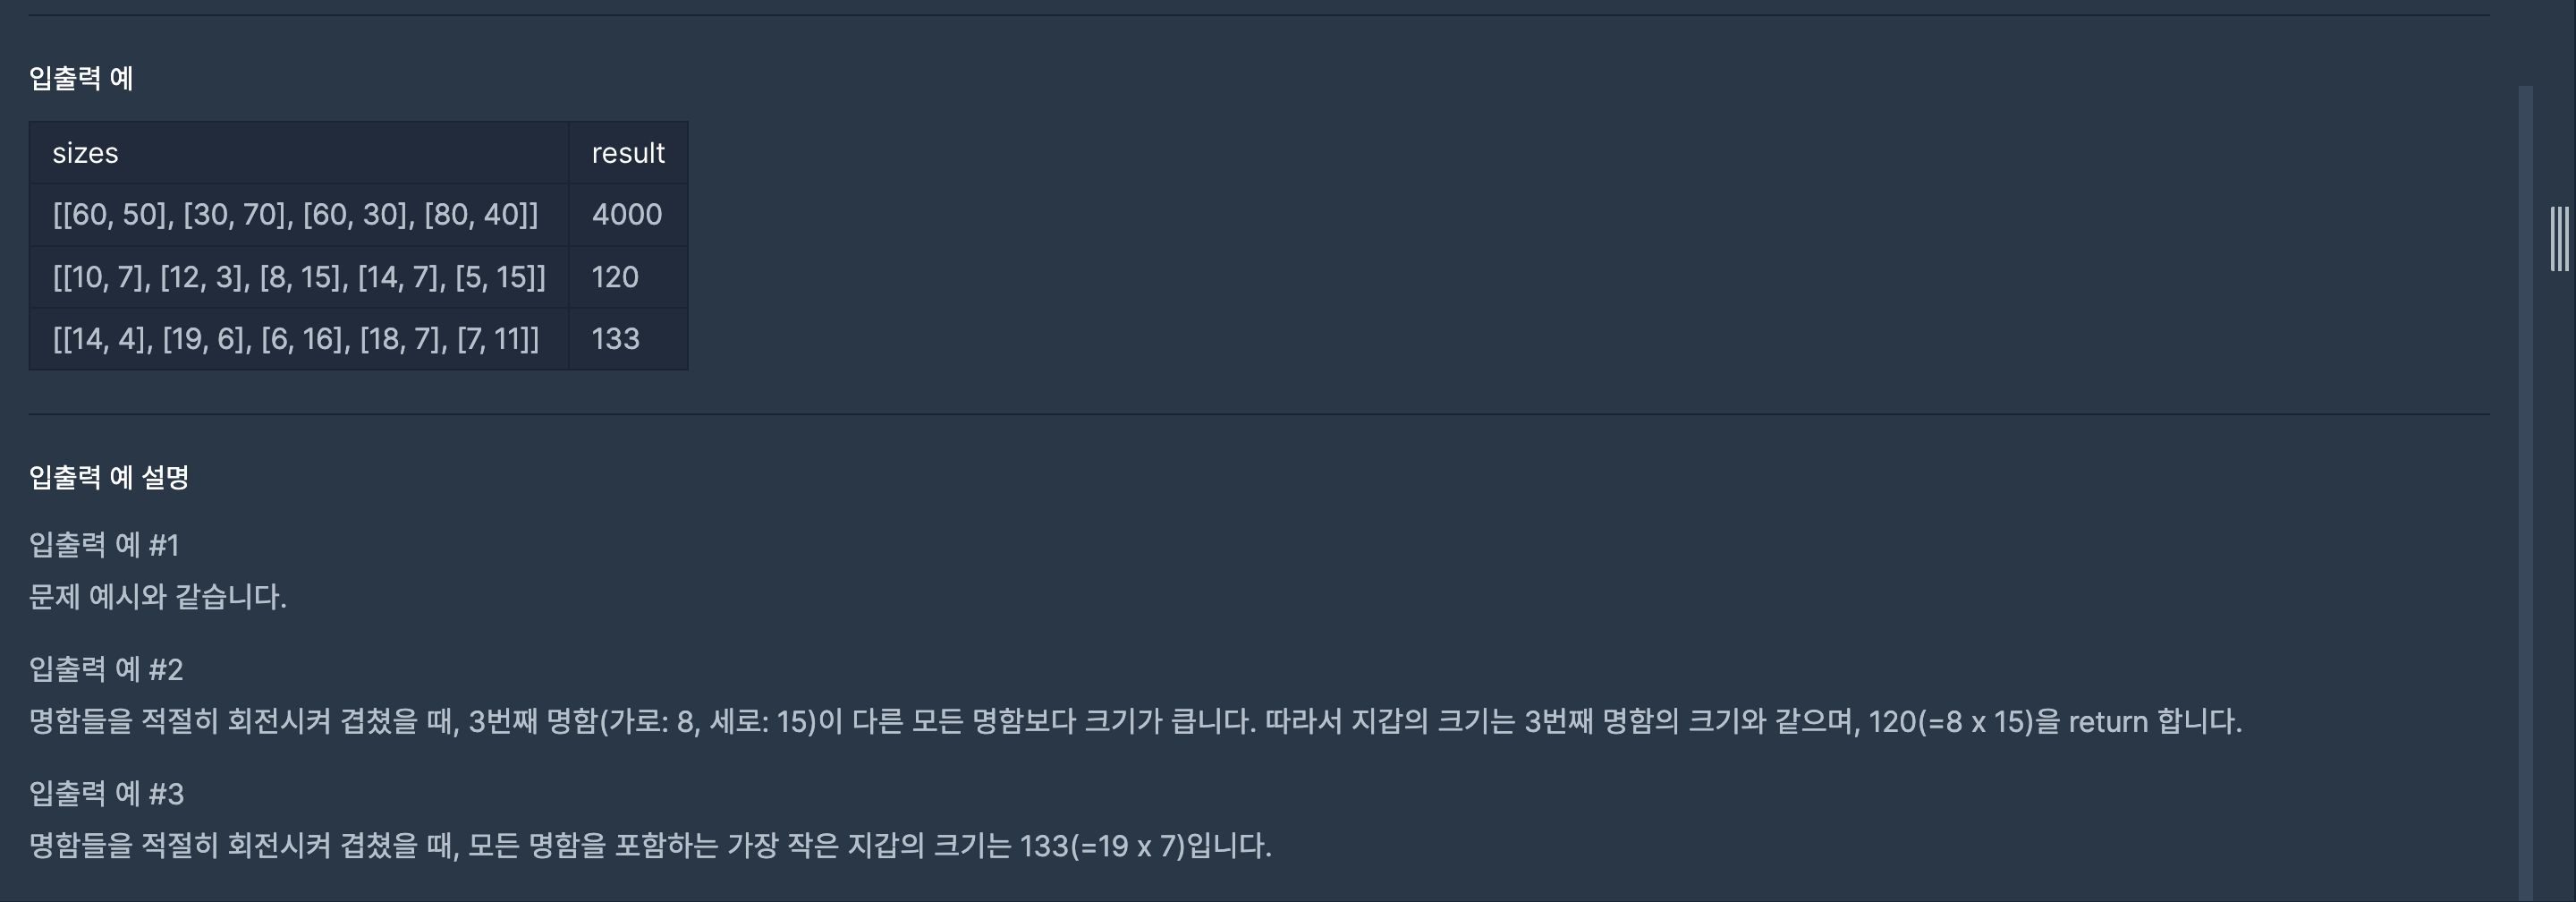 입출력 예
sizes result
[[60, 50], [30, 70], [60, 30], [80, 40]] 4000
[[10, 7], [12, 3], [8, 15], [14, 7], [5, 15]] 120
[[14, 4], [19, 6], [6, 16], [18, 7], [7, 11]] 133
입출력 예 설명
입출력 예 #1
문제 예시와 같습니다.
입출력 예 #2
명함들을 적절히 회전시켜 겹쳤을 때, 3번째 명함(가로: 8, 세로: 15)이 다른 모든 명함보다 크기가 큽니다. 따라서 지갑의 크기는 3번째 명함의 크기와 같으며, 120(=8 x 15)을 return 합니다.
입출력 예 #3
명함들을 적절히 회전시켜 겹쳤을 때, 모든 명함을 포함하는 가장 작은 지갑의 크기는 133(=19 x 7)입니다.